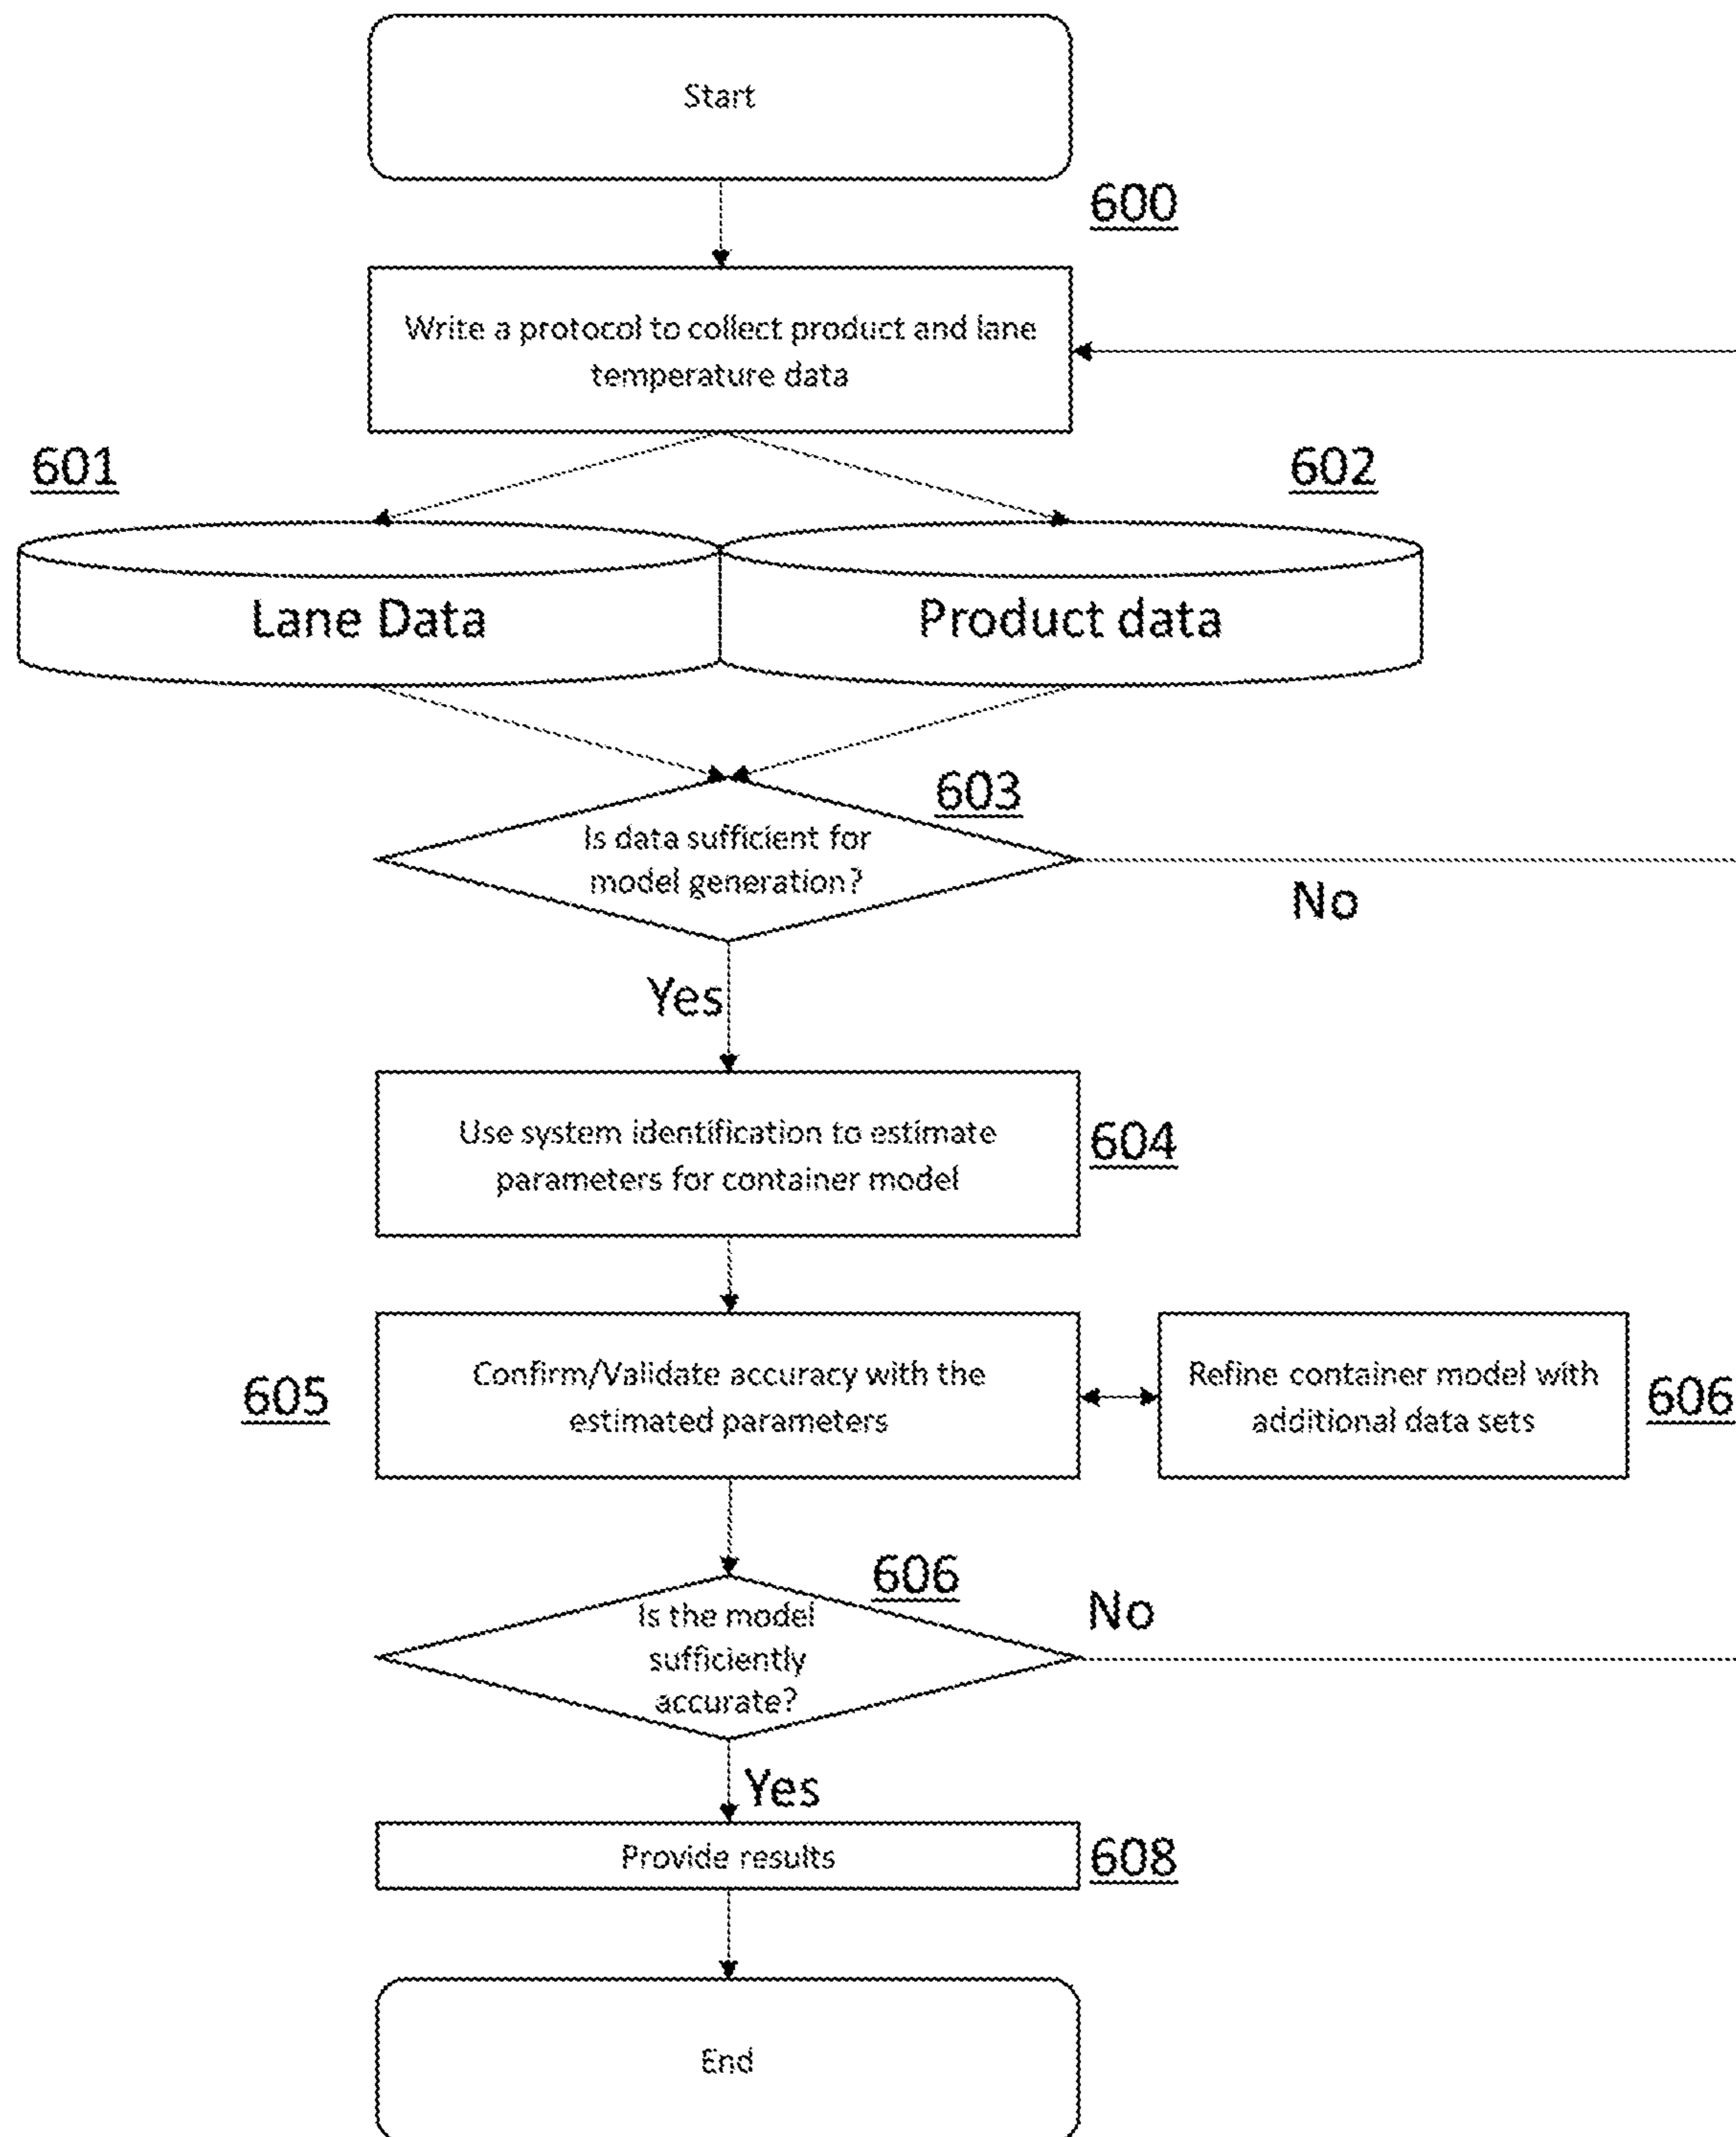 Start
600
Write a protocol to collect product and lane
temperature data
601
602
Lane Data
Product data
603
Is data sufficient for
model generation?
No
Yes
Use system identification to estimate
parameters for container model
604
605
Confirm/Validate accuracy with the
estimated parameters
Refine container model with
additional data sets
606
606
Is the model
sufficiently
accurate?
No
Yes
Provide results
608
End